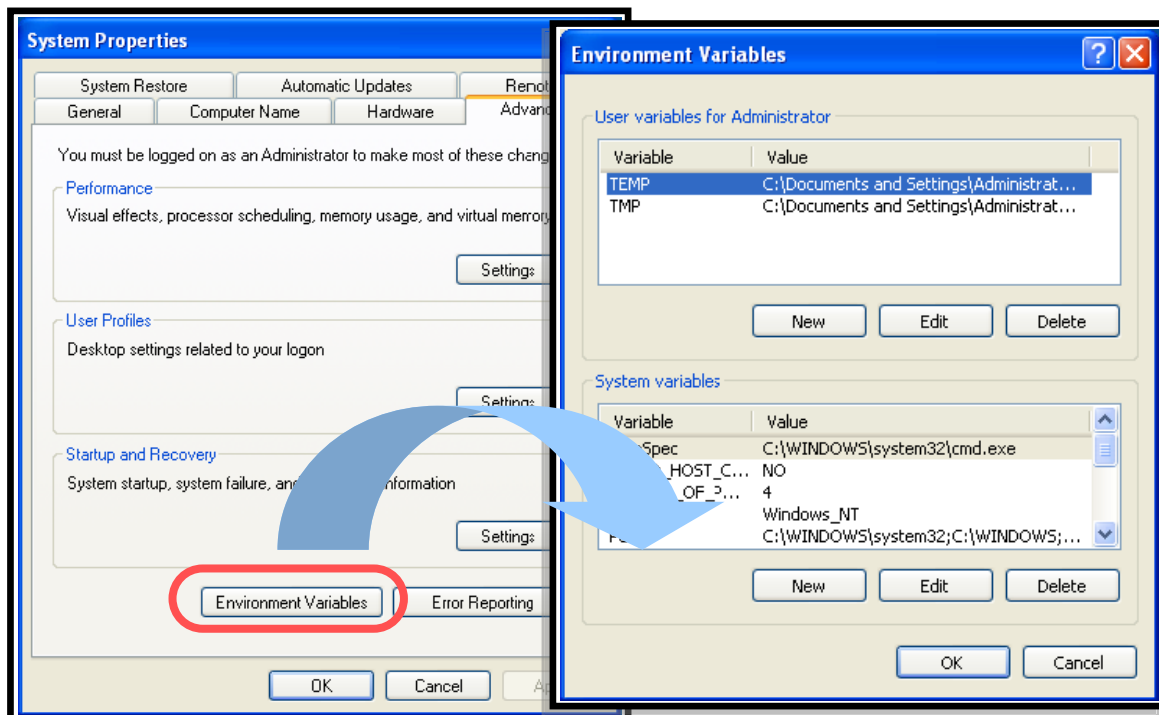 System Properties
System Restore Automatic Updates
General Computer Name Hardware
You must be logged on as an Administrator to make most of these
Performance
Visual effects, processor scheduling, memory usage, and virtual
Settings
User Profiles
Desktop settings related to your logon
Settings
Startup and Recovery
System startup, system failure,
Settings
Environment Variables Error Reporting
OK Cancel
Environment Variables
User variables for Administrator
Variable Value
TEMP C:\Documents and Settings\Administrat...
TMP C:\Documents and Settings\Administrat...
New Edit Delete
System variables
Variable Value
C:\WINDOWS\system32\cmd.exe
_HOST_C... NO
_OF_P... 4
Windows_NT
C:\WINDOWS\system32;C:\WINDOWS;...
New Edit Delete
OK Cancel